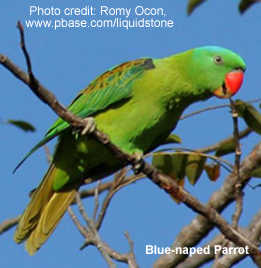 Photo credit: Romy Ocon,
www.pbase.com/liquidstone
Blue-naped Parrot